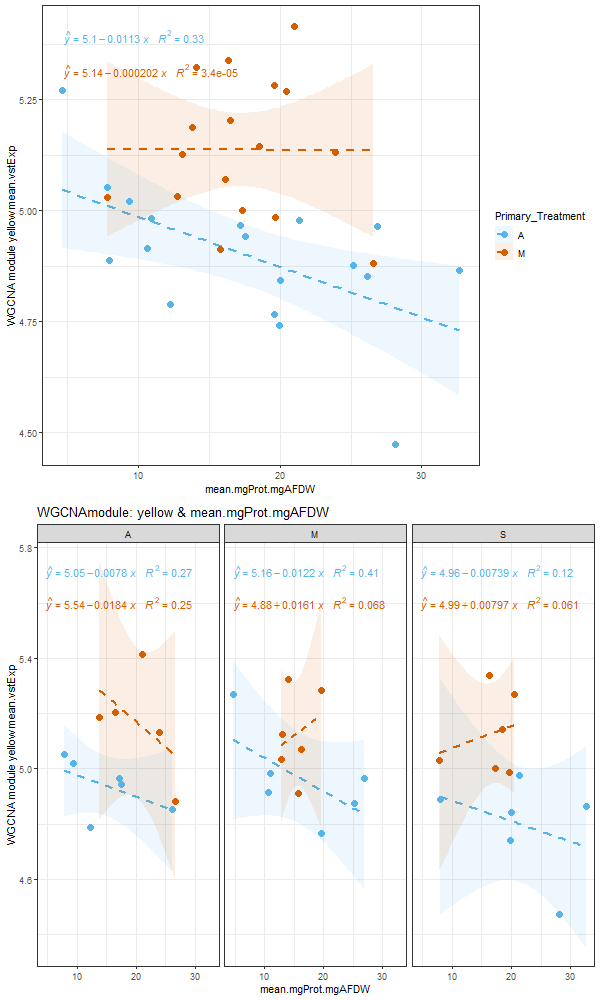 ŷ = 5.1 − 0.0113 x   R² = 0.33
ŷ = 5.14 − 0.000202 x   R² = 3.4e-05
5.25
5.00
4.75
4.50
WGCNA module yellowmean.vstExp
10 20 30
mean.mgProt.mgAFDW
Primary_Treatment
A
M
WGCNAmodule: yellow & mean.mgProt.mgAFDW
A M S
ŷ = 5.05 − 0.0078 x   R² = 0.27
ŷ = 5.54 − 0.0184 x   R² = 0.25
ŷ = 5.16 − 0.0122 x   R² = 0.41
ŷ = 4.88 + 0.0161 x   R² = 0.068
ŷ = 4.96 − 0.00739 x   R² = 0.12
ŷ = 4.99 + 0.00797 x   R² = 0.061
5.8
5.4
5.0
4.6
WGCNA module yellowmean.vstExp
10 20 30 10 20 30 10 20 30
mean.mgProt.mgAFDW